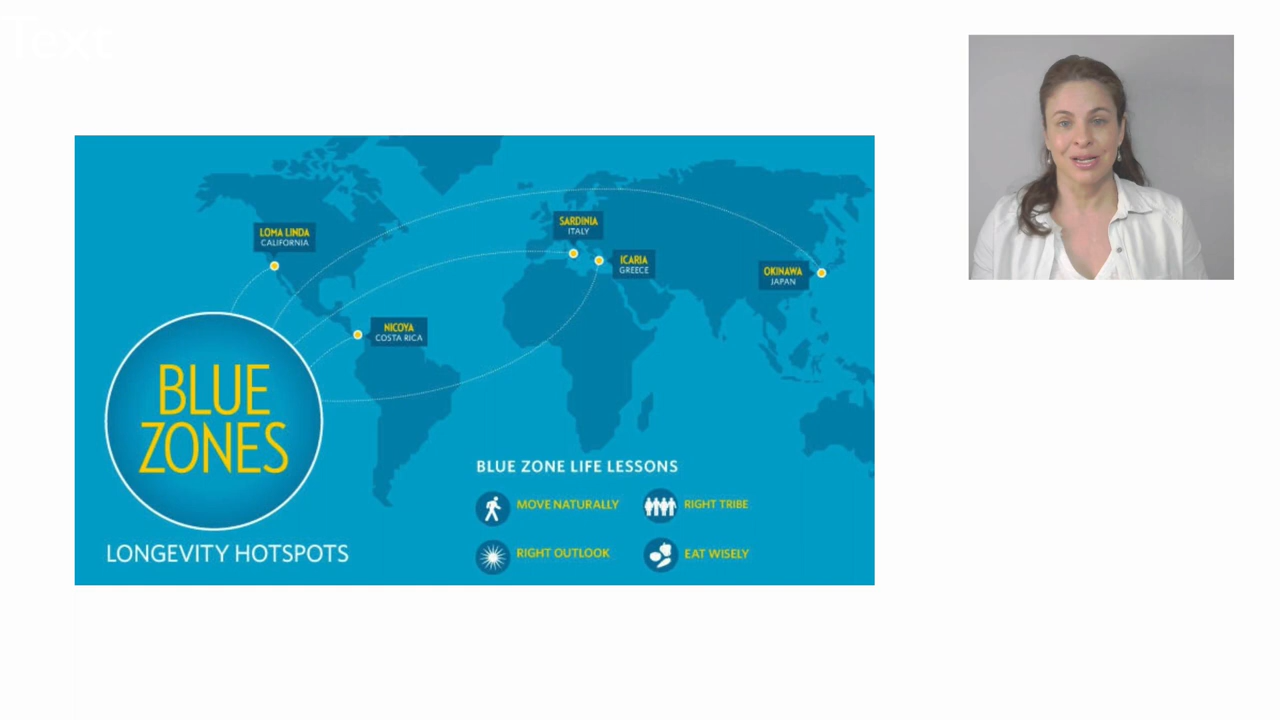 Text
LOMA LINDA
CALIFORNIA
SARDINIA
ITALY
ICARIA
GREECE
OKINAWA
JAPAN
NICOYA
COSTA RICA
BLUE
ZONES
LONGEVITY HOTSPOTS
BLUE ZONE LIFE LESSONS
MOVE NATURALLY
RIGHT TRIBE
RIGHT OUTLOOK
EAT WISELY